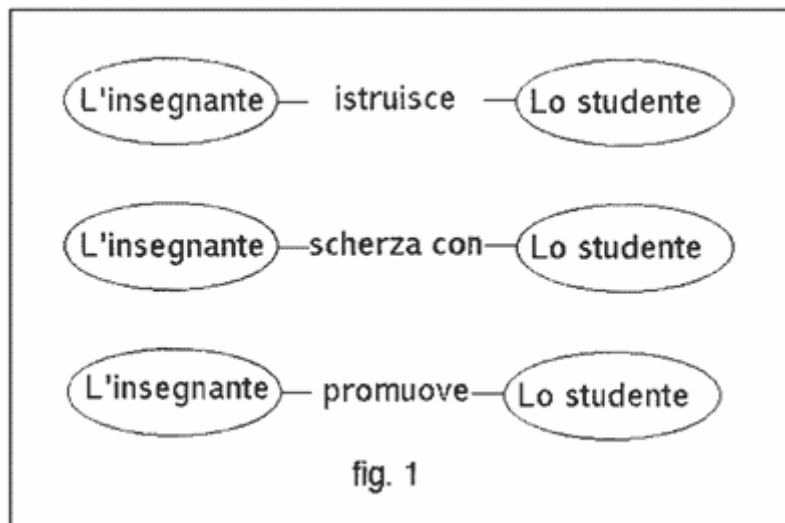 L'insegnante istruisce Lo studente
L'insegnante scherza con Lo studente
L'insegnante promuove Lo studente
fig. 1